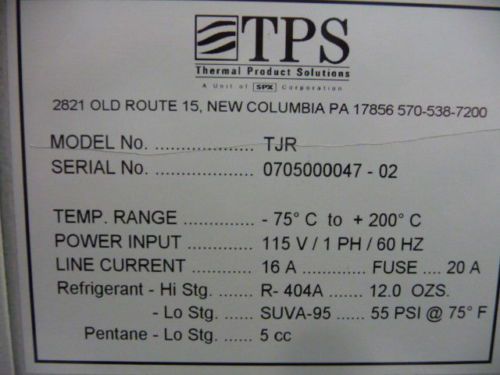 TPS
Thermal Product Solutions
A Unit of SPX Corporation
2821 OLD ROUTE 15, NEW COLUMBIA PA 17856 570-538-7200
MODEL No. ................ TJR
SERIAL No. ............... 0705000047 - 02
TEMP. RANGE ............. - 75° C to + 200° C
POWER INPUT ............ 115 V / 1 PH / 60 HZ
LINE CURRENT ........... 16 A ............ FUSE .... 20 A
Refrigerant - Hi Stg. ...... R- 404A ........ 12.0 OZS.
- Lo Stg. ..... SUVA-95 ...... 55 PSI @ 75° F
Pentane - Lo Stg. ..... 5 cc